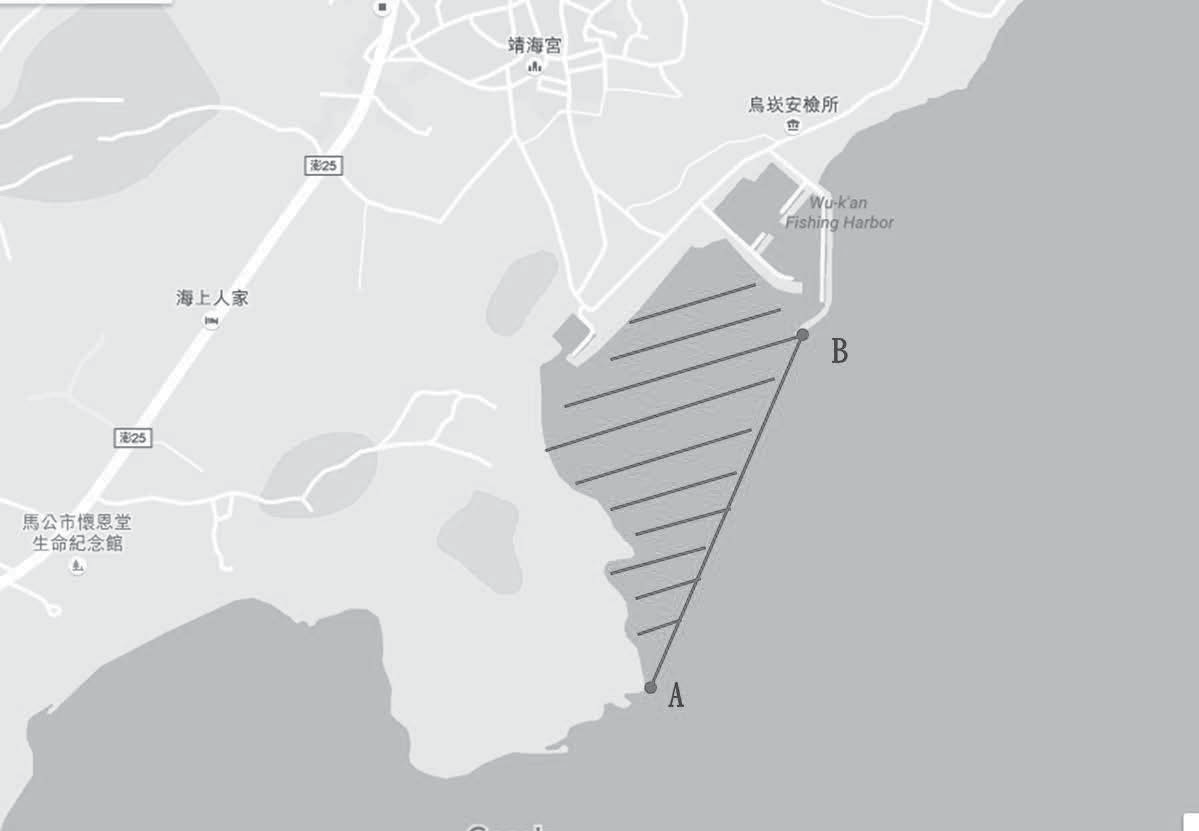 靖海宮
烏崁安檢所
澎25
Wu-k'an
Fishing Harbor
海上人家
B
澎25
馬公市懷恩堂
生命紀念館
A